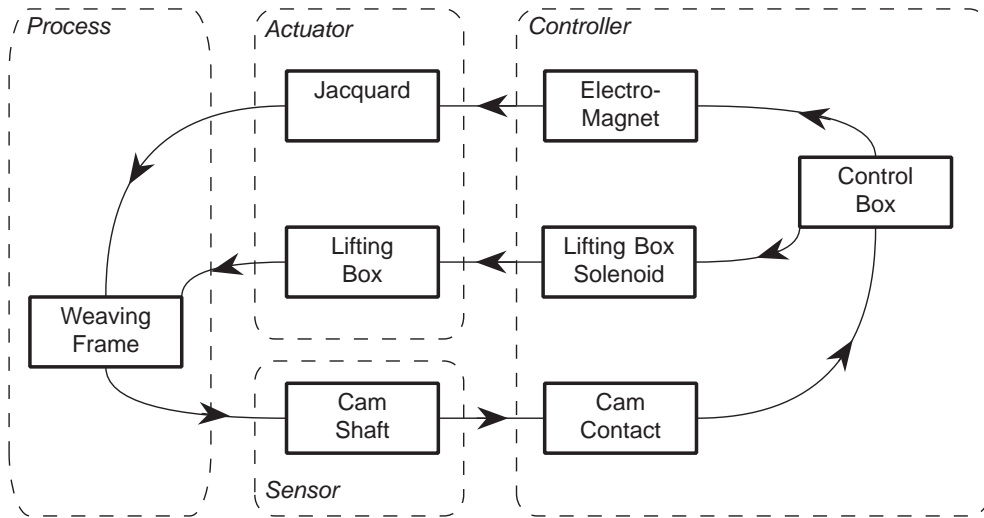 Process
Actuator
Controller
Jacquard
Electro-
Magnet
Control
Box
Lifting
Box
Lifting Box
Solenoid
Weaving
Frame
Cam
Shaft
Cam
Contact
Sensor